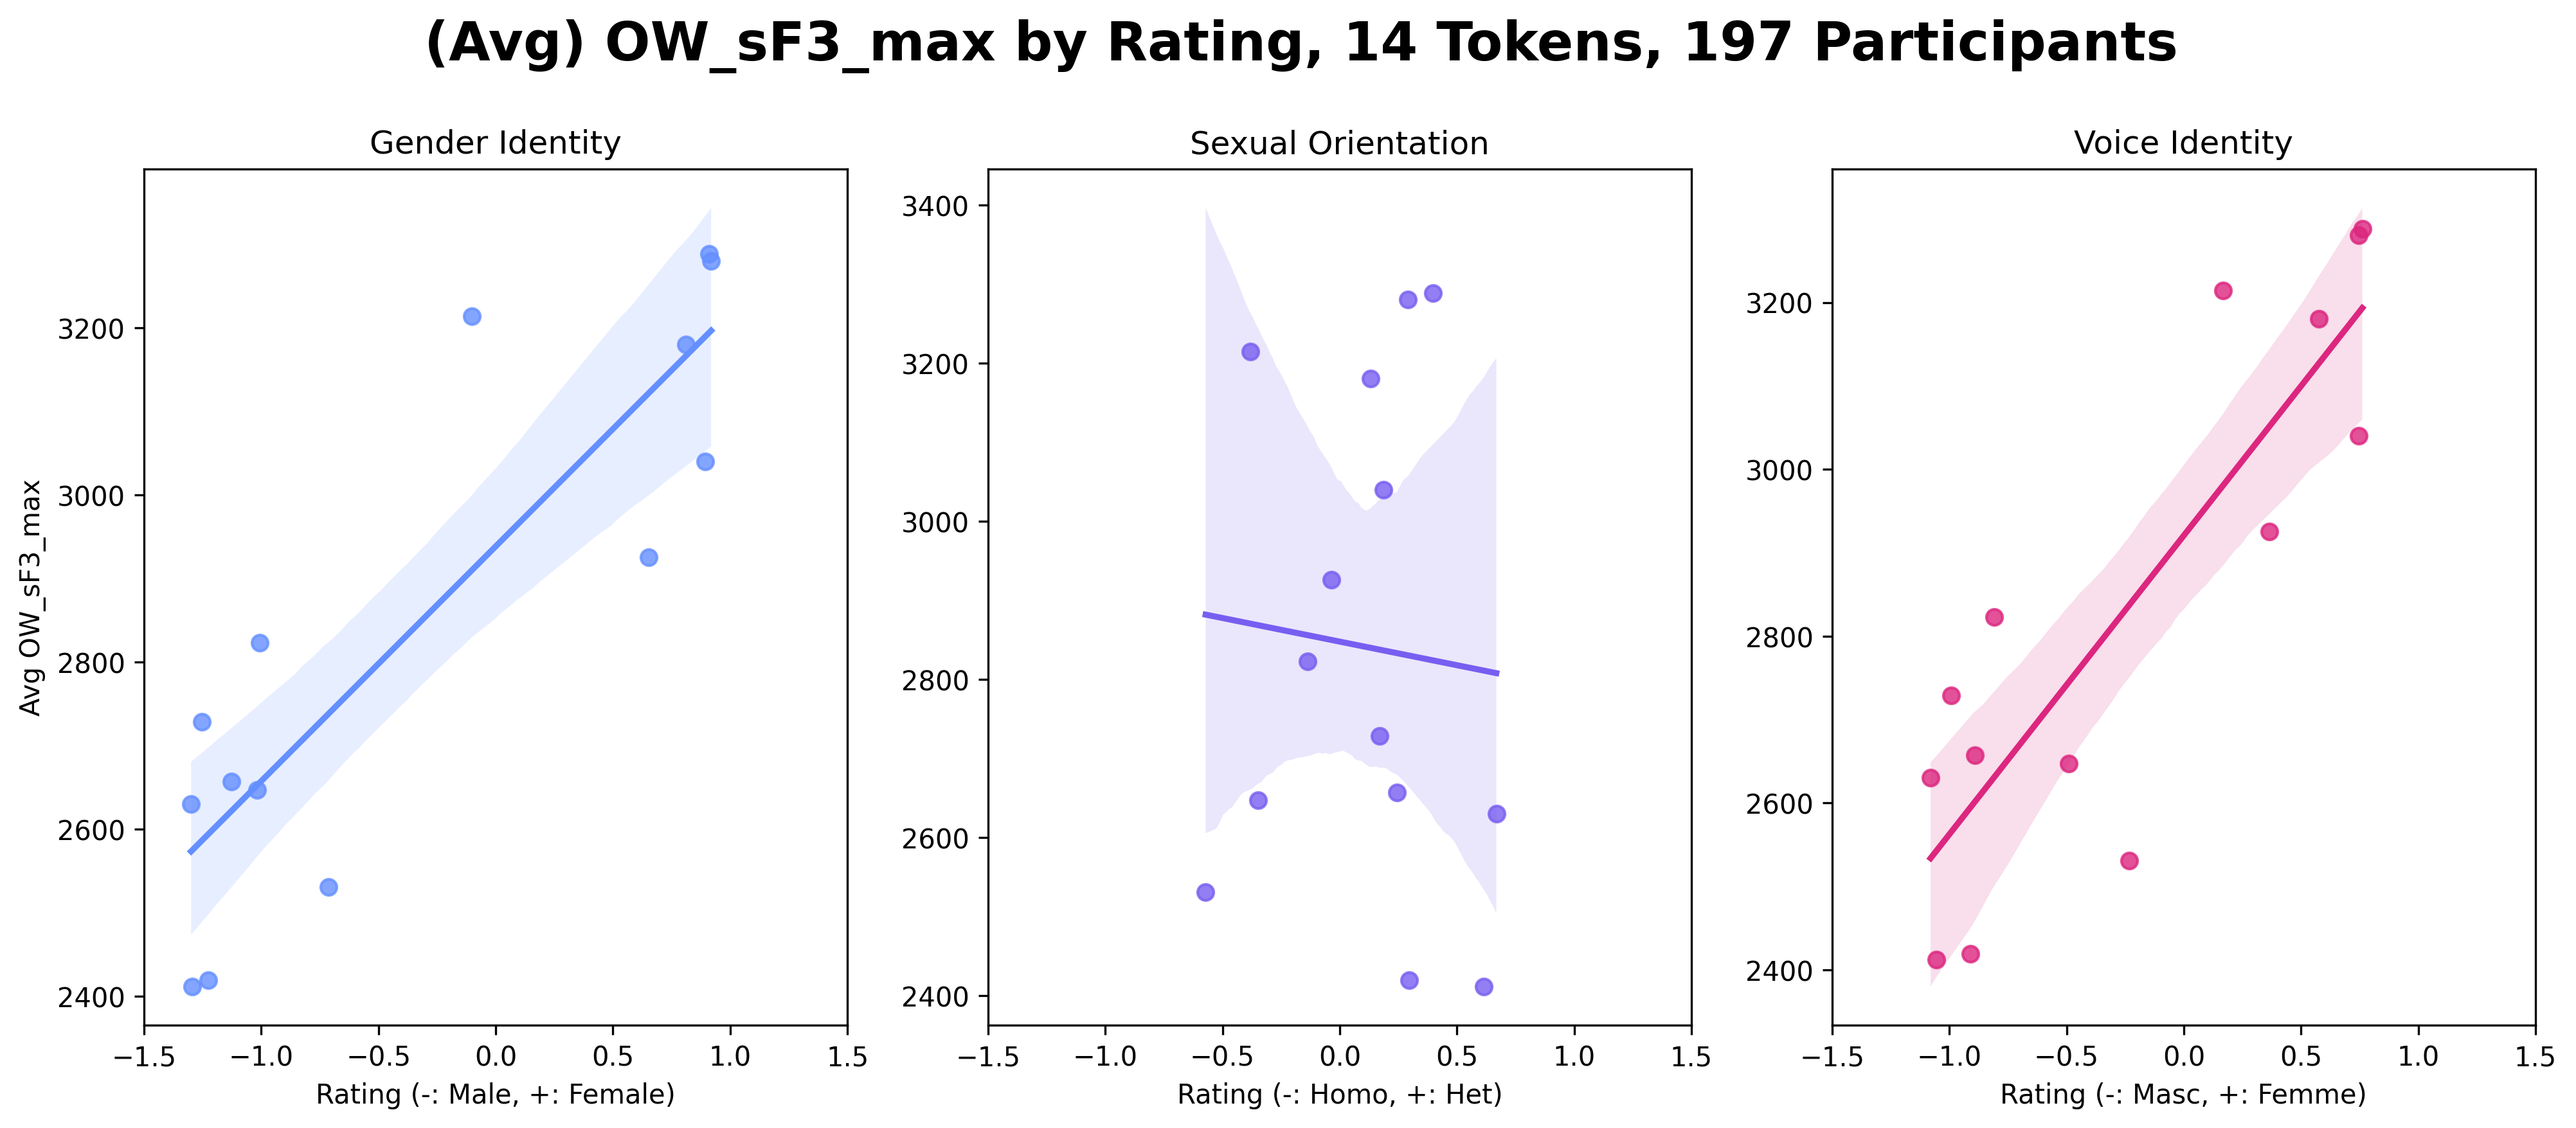 (Avg) OW_sF3_max by Rating, 14 Tokens, 197 Participants
Gender Identity
Avg OW_sF3_max
3200
3000
2800
2600
2400
−1.5 −1.0 −0.5 0.0 0.5 1.0 1.5
Rating (-: Male, +: Female)
Sexual Orientation
3400
3200
3000
2800
2600
2400
−1.5 −1.0 −0.5 0.0 0.5 1.0 1.5
Rating (-: Homo, +: Het)
Voice Identity
3200
3000
2800
2600
2400
−1.5 −1.0 −0.5 0.0 0.5 1.0 1.5
Rating (-: Masc, +: Femme)